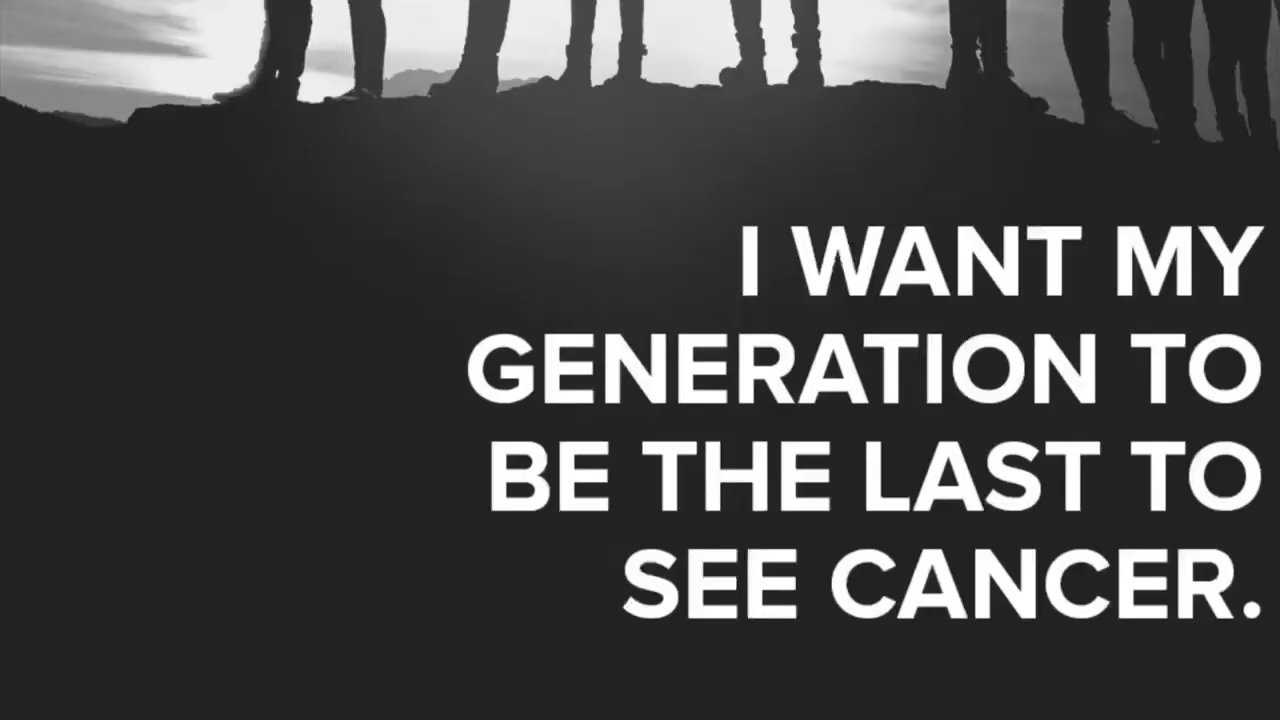 I WANT MY
GENERATION TO
BE THE LAST TO
SEE CANCER.